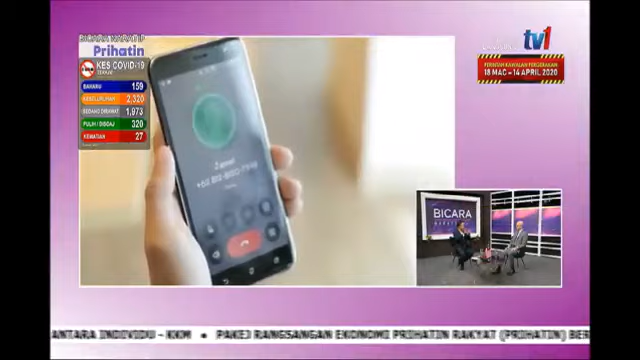 BICARA NARATIF
Prihatin
KES COVID-19
TERKINI
BAHARU 159
KESELURUHAN 2,320
SEDANG DIRAWAT 1,973
PULIH / DISCAJ 320
KEMATIAN 27
tv1
PERINTAH KAWALAN PERGERAKAN
18 MAC - 14 APRIL 2020
BICARA
ANTARA INDIVIDU - KKM • PAKEJ RANGSANGAN EKONOMI PRIHATIN RAKYAT (PRIHATIN) BER